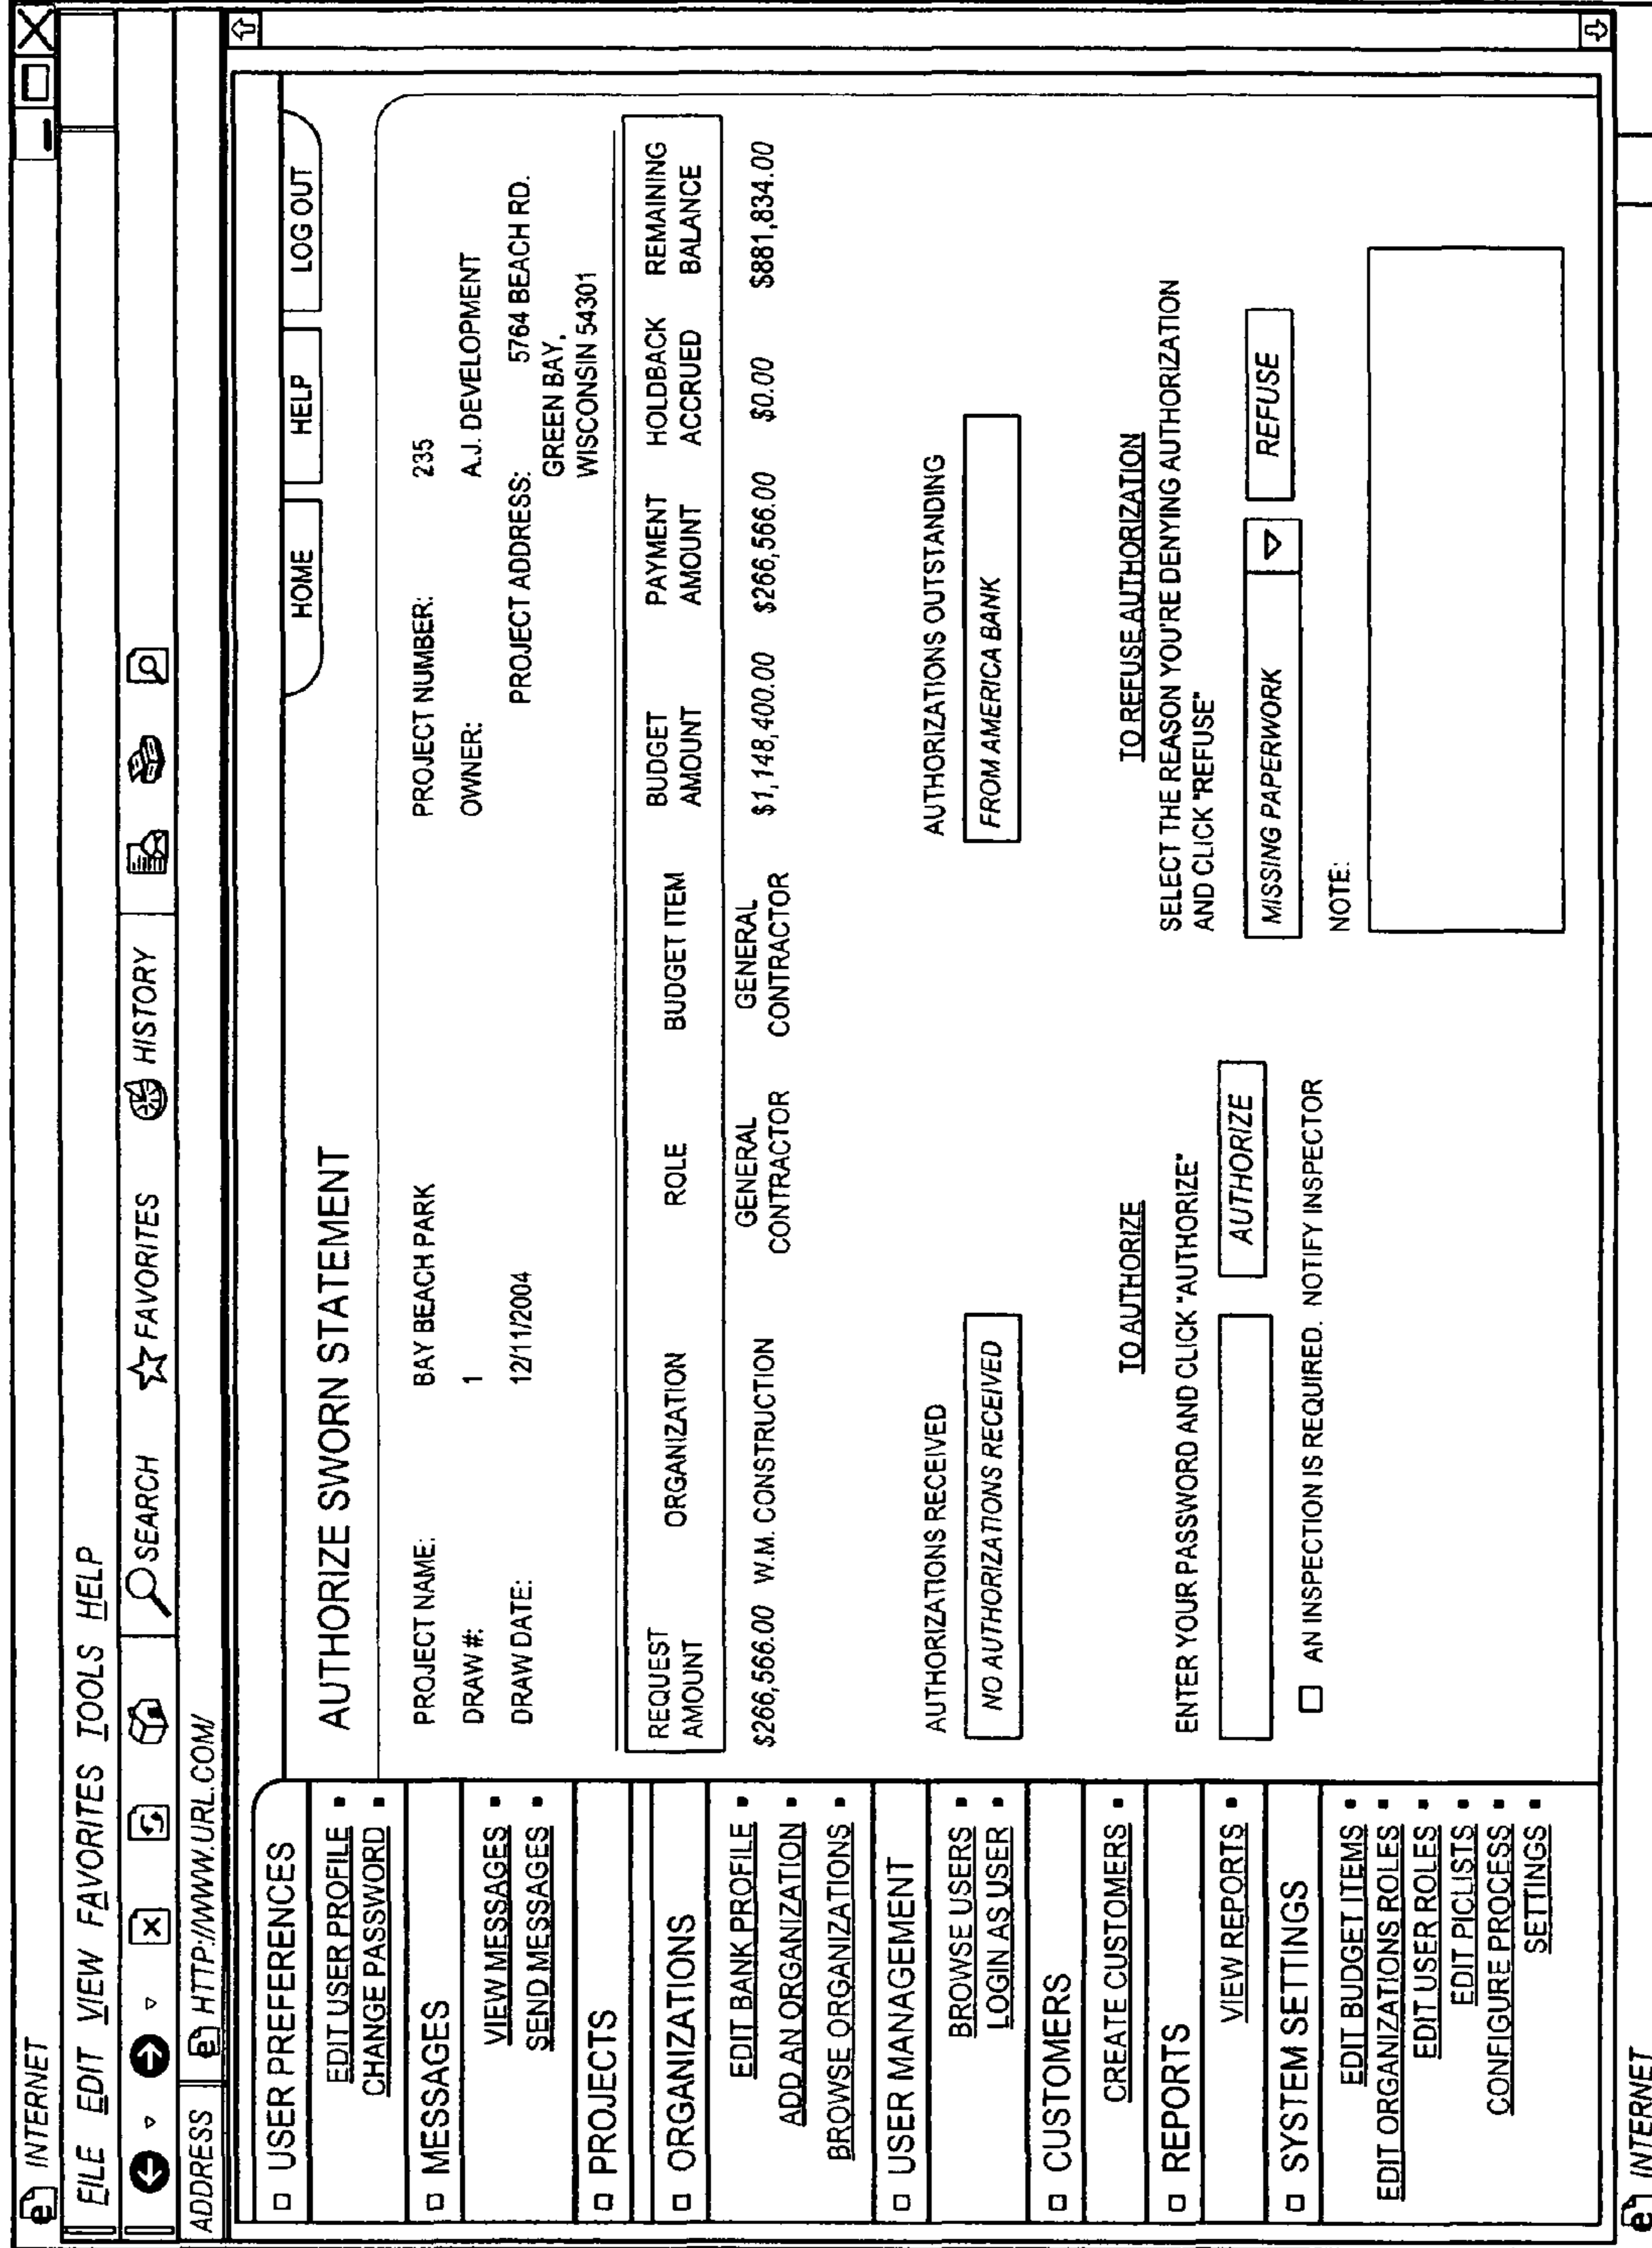 INTERNET
FILE EDIT VIEW FAVORITES TOOLS HELP
SEARCH FAVORITES HISTORY
ADDRESS HTTP://WWW.URL.COM/
HOME HELP LOG OUT
USER PREFERENCES
EDIT USER PROFILE
CHANGE PASSWORD
MESSAGES
VIEW MESSAGES
SEND MESSAGES
PROJECTS
ORGANIZATIONS
EDIT BANK PROFILE
ADD AN ORGANIZATION
BROWSE ORGANIZATIONS
USER MANAGEMENT
BROWSE USERS
LOGIN AS USER
CUSTOMERS
CREATE CUSTOMERS
REPORTS
VIEW REPORTS
SYSTEM SETTINGS
EDIT BUDGET ITEMS
EDIT ORGANIZATIONS ROLES
EDIT USER ROLES
EDIT PICLISTS
CONFIGURE PROCESS
SETTINGS
AUTHORIZE SWORN STATEMENT
PROJECT NAME: BAY BEACH PARK PROJECT NUMBER: 235
DRAW #: 1 OWNER: A.J. DEVELOPMENT
DRAW DATE: 12/11/2004 PROJECT ADDRESS: 5764 BEACH RD.
GREEN BAY,
WISCONSIN 54301
REQUEST ORGANIZATION ROLE BUDGET ITEM BUDGET PAYMENT HOLDBACK REMAINING
AMOUNT AMOUNT AMOUNT ACCRUED BALANCE
$266,566.00 W.M. CONSTRUCTION GENERAL GENERAL $1,148,400.00 $266,566.00 $0.00 $881,834.00
CONTRACTOR CONTRACTOR
AUTHORIZATIONS RECEIVED AUTHORIZATIONS OUTSTANDING
NO AUTHORIZATIONS RECEIVED FROM AMERICA BANK
TO AUTHORIZE
ENTER YOUR PASSWORD AND CLICK "AUTHORIZE"
AUTHORIZE
AN INSPECTION IS REQUIRED. NOTIFY INSPECTOR
TO REFUSE AUTHORIZATION
SELECT THE REASON YOU'RE DENYING AUTHORIZATION
AND CLICK "REFUSE"
MISSING PAPERWORK REFUSE
NOTE:
INTERNET